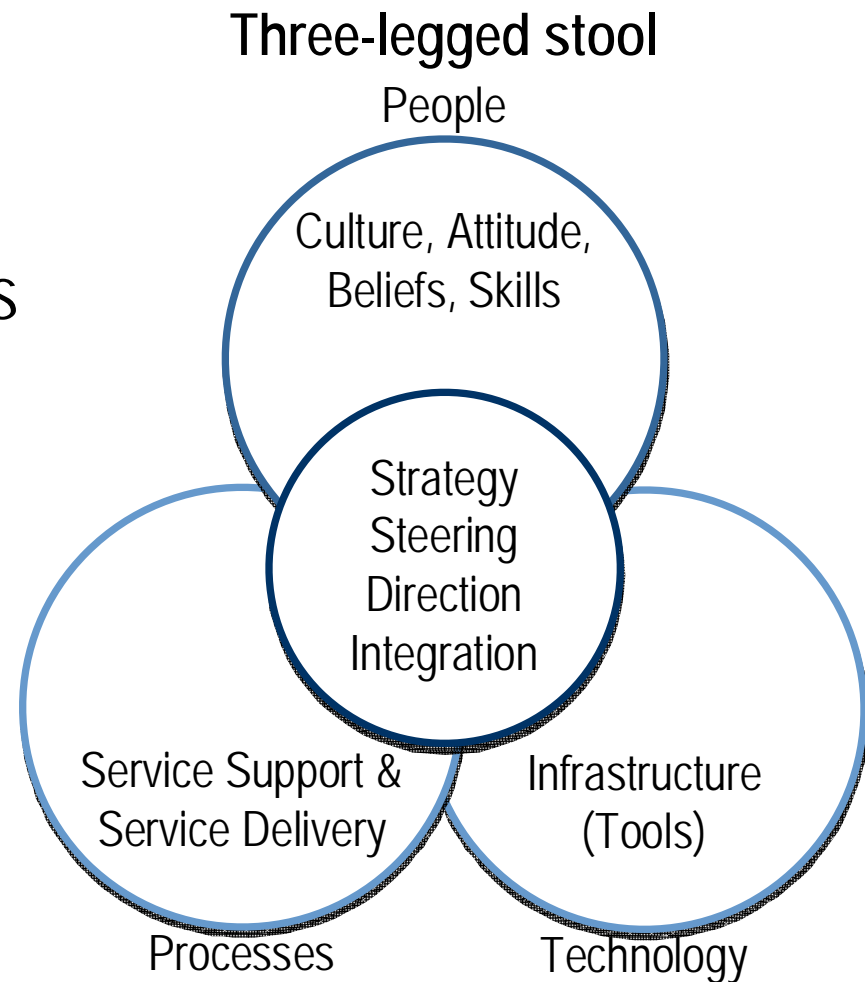 Three-legged stool
People
Culture, Attitude,
Beliefs, Skills
s
Strategy
Steering
Direction
Integration
Service Support &
Service Delivery
Infrastructure
(Tools)
Processes
Technology